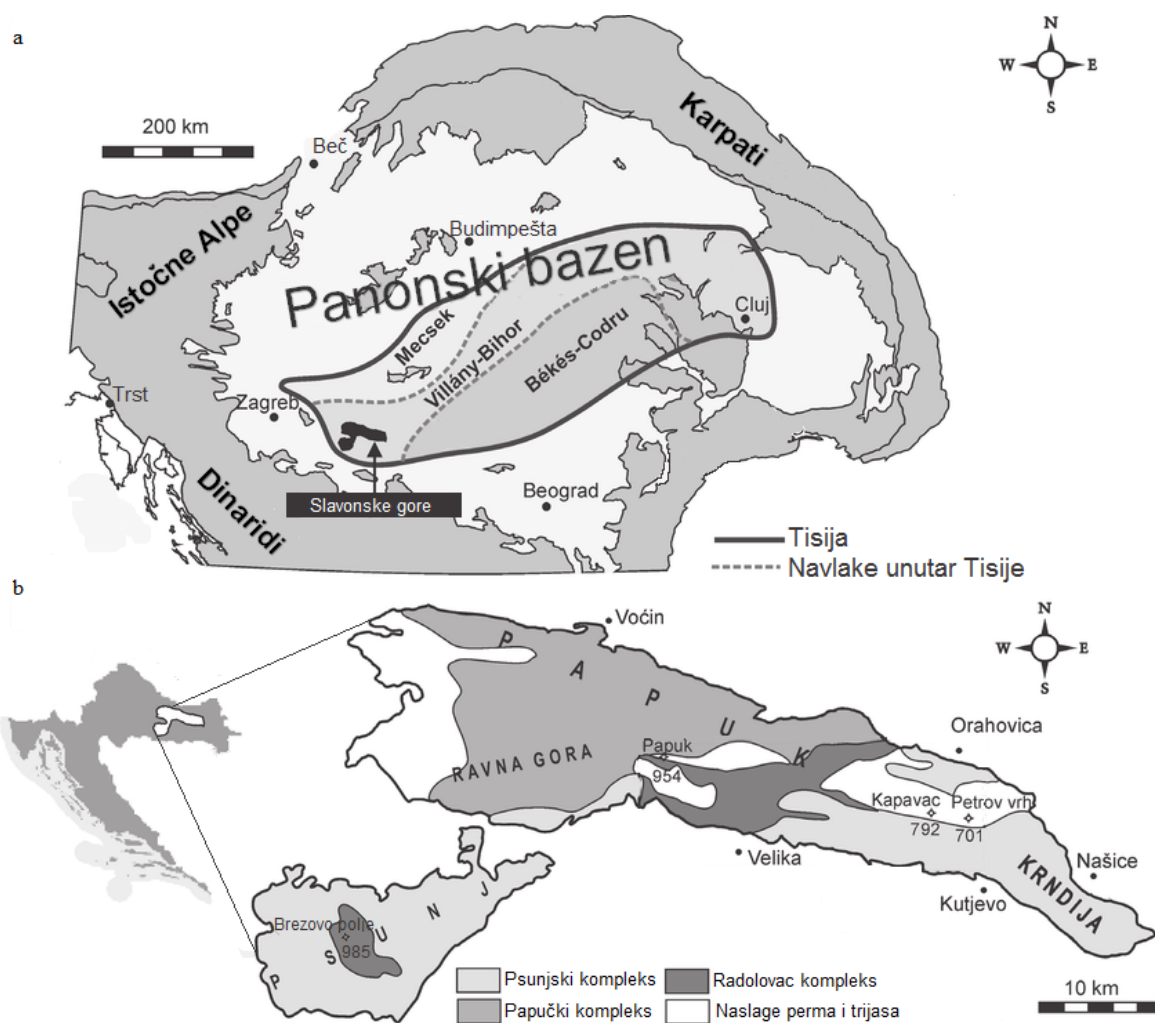 a
N
W
E
S
200 km
Karpati
Beč
Istočne Alpe
Budimpešta
Panonski bazen
Cluj
Mecsek
Villány-Bihor
Békés-Codru
Trst
Zagreb
Dinaridi
Slavonske gore
Beograd
Tisija
Navlake unutar Tisije
b
Voćin
N
W
E
S
PAPUK
Orahovica
Papuk
954
RAVNA GORA
Kapavac
792
Petrov vrh
701
Velika
Našice
Kutjevo
KRNDIJA
PSUNJ
Brezovo polje
985
Psunjski kompleks
Radolovac kompleks
Papučki kompleks
Naslage perma i trijasa
10 km